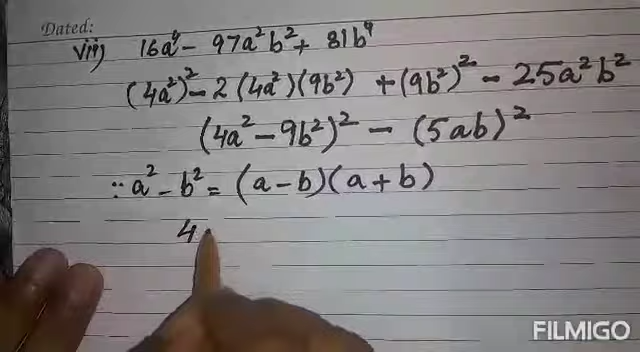 Dated:
viii) 16a⁴ - 97a²b² + 81b⁴
(4a²)² - 2(4a²)(9b²) + (9b²)² - 25a²b²
(4a² - 9b²)² - (5ab)²
∵ a² - b² = (a - b)(a + b)
4
FILMIGO